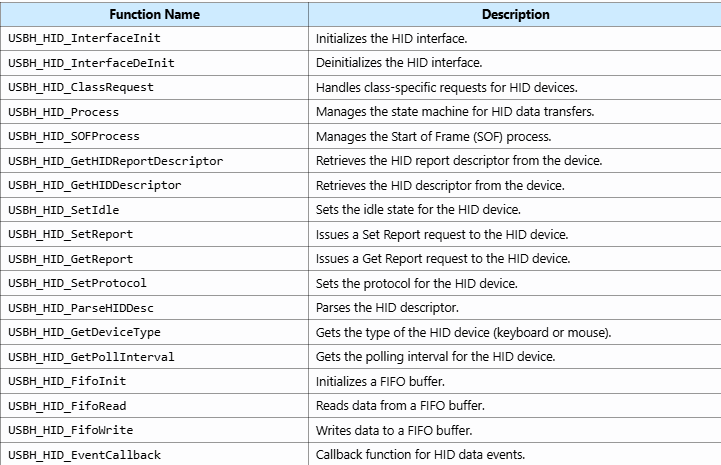 Function Name Description
USBH_HID_InterfaceInit Initializes the HID interface.
USBH_HID_InterfaceDeInit Deinitializes the HID interface.
USBH_HID_ClassRequest Handles class-specific requests for HID devices.
USBH_HID_Process Manages the state machine for HID data transfers.
USBH_HID_SOFProcess Manages the Start of Frame (SOF) process.
USBH_HID_GetHIDReportDescriptor Retrieves the HID report descriptor from the device.
USBH_HID_GetHIDDescriptor Retrieves the HID descriptor from the device.
USBH_HID_SetIdle Sets the idle state for the HID device.
USBH_HID_SetReport Issues a Set Report request to the HID device.
USBH_HID_GetReport Issues a Get Report request to the HID device.
USBH_HID_SetProtocol Sets the protocol for the HID device.
USBH_HID_ParseHIDDesc Parses the HID descriptor.
USBH_HID_GetDeviceType Gets the type of the HID device (keyboard or mouse).
USBH_HID_GetPollInterval Gets the polling interval for the HID device.
USBH_HID_FifoInit Initializes a FIFO buffer.
USBH_HID_FifoRead Reads data from a FIFO buffer.
USBH_HID_FifoWrite Writes data to a FIFO buffer.
USBH_HID_EventCallback Callback function for HID data events.